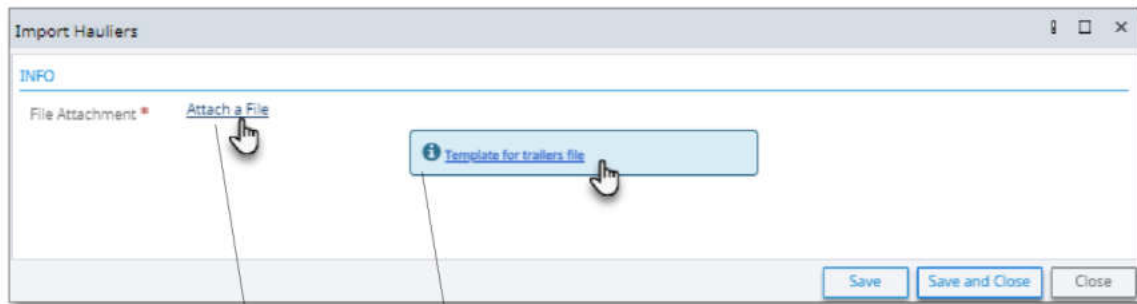 Import Hauliers
INFO
File Attachment * Attach a File
Template for trailers file
Save Save and Close Close